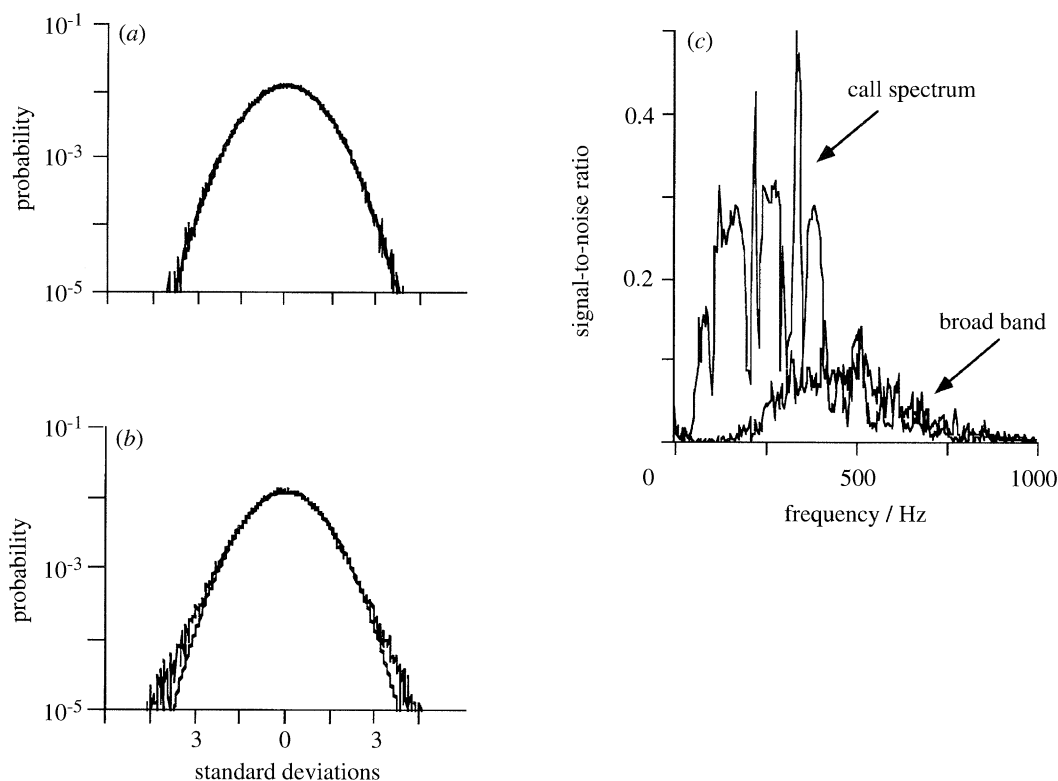 (a)
10-1
10-3
10-5
probability
(b)
10-1
10-3
10-5
probability
3 0 3
standard deviations
(c)
call spectrum
broad band
0.4
0.2
signal-to-noise ratio
0 500 1000
frequency / Hz